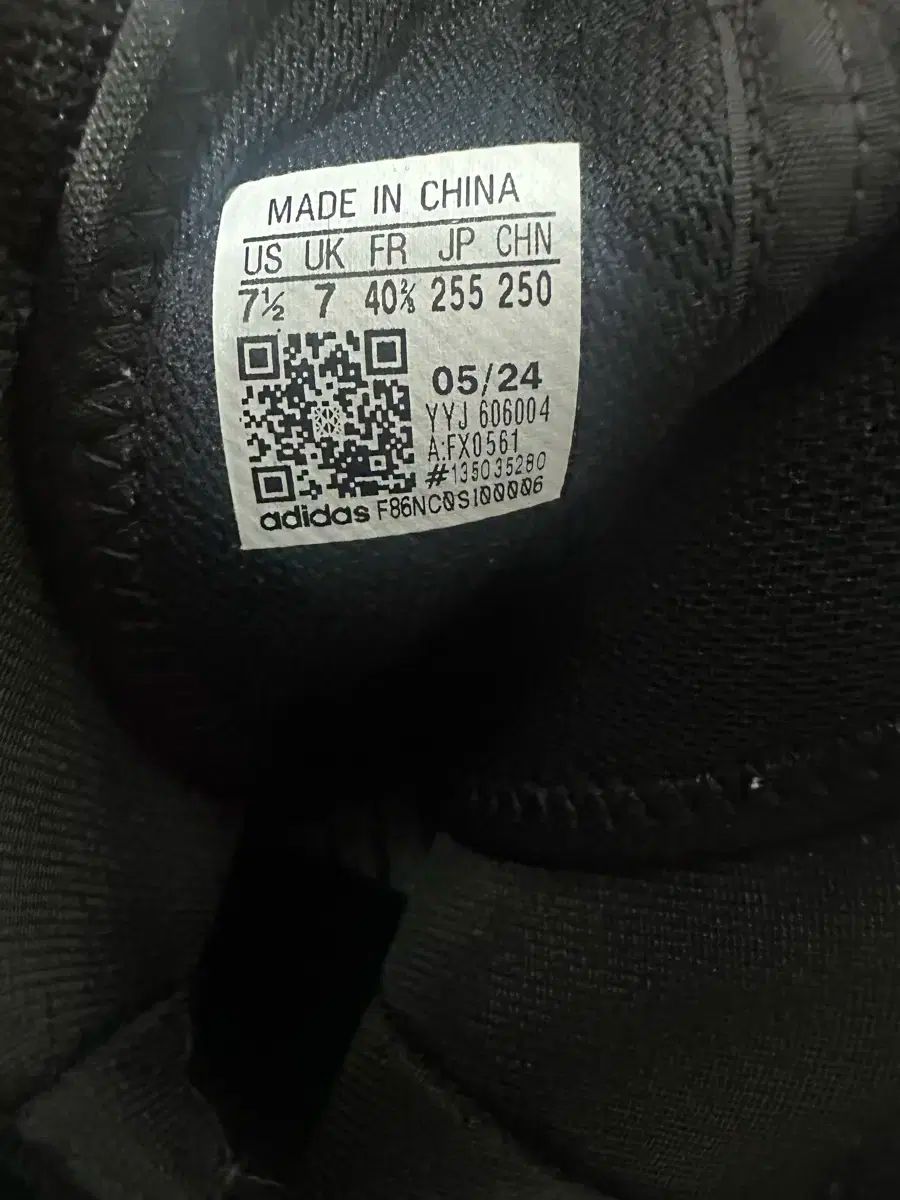 MADE IN CHINA
US UK FR JP CHN
7½ 7 40⅔ 255 250
05/24
YYJ 606004
A:FX0561
#135035280
adidas F86NC0S100006